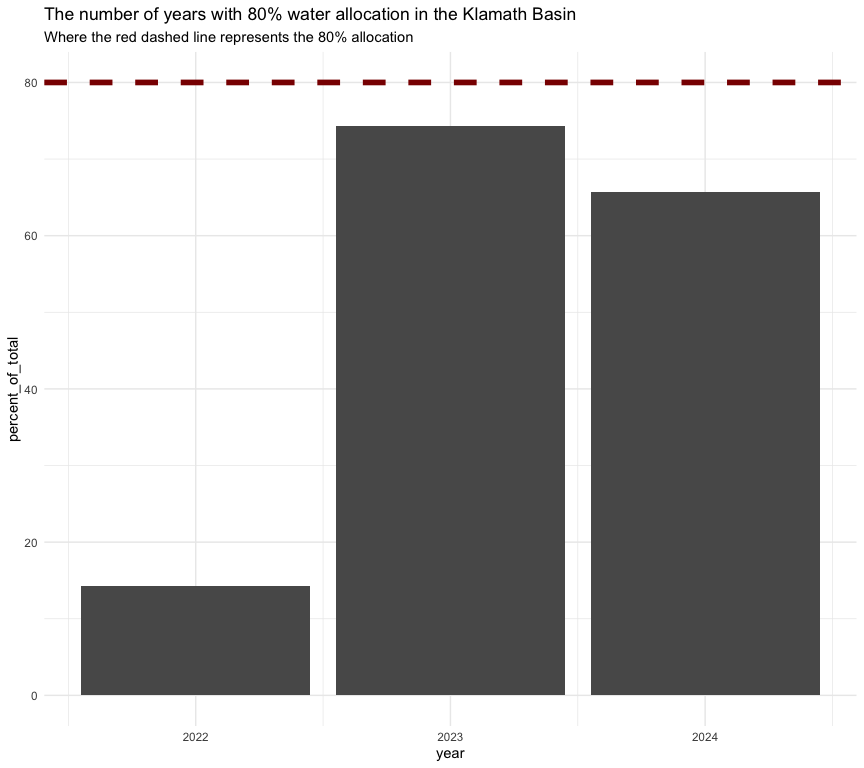 The number of years with 80% water allocation in the Klamath Basin
Where the red dashed line represents the 80% allocation
percent_of_total
80
60
40
20
0
2022 2023 2024
year